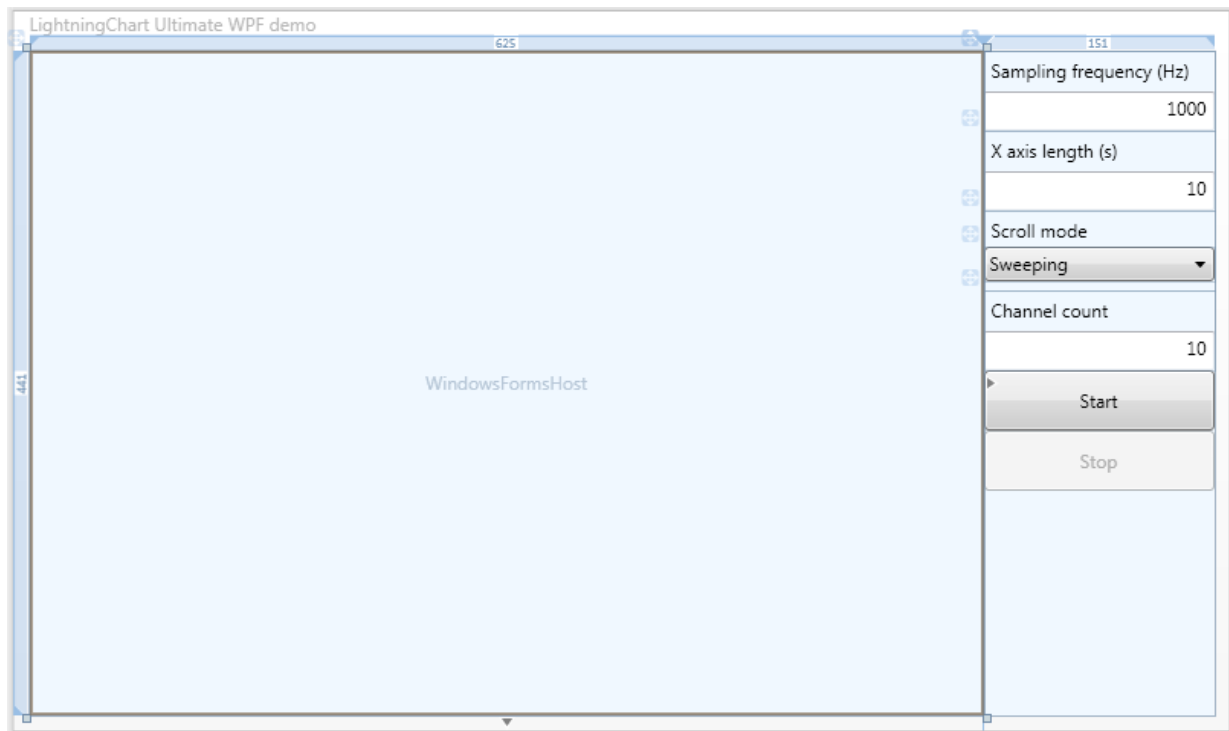 LightningChart Ultimate WPF demo
625
151
Sampling frequency (Hz)
1000
X axis length (s)
10
Scroll mode
Sweeping
Channel count
10
441
WindowsFormsHost
Start
Stop